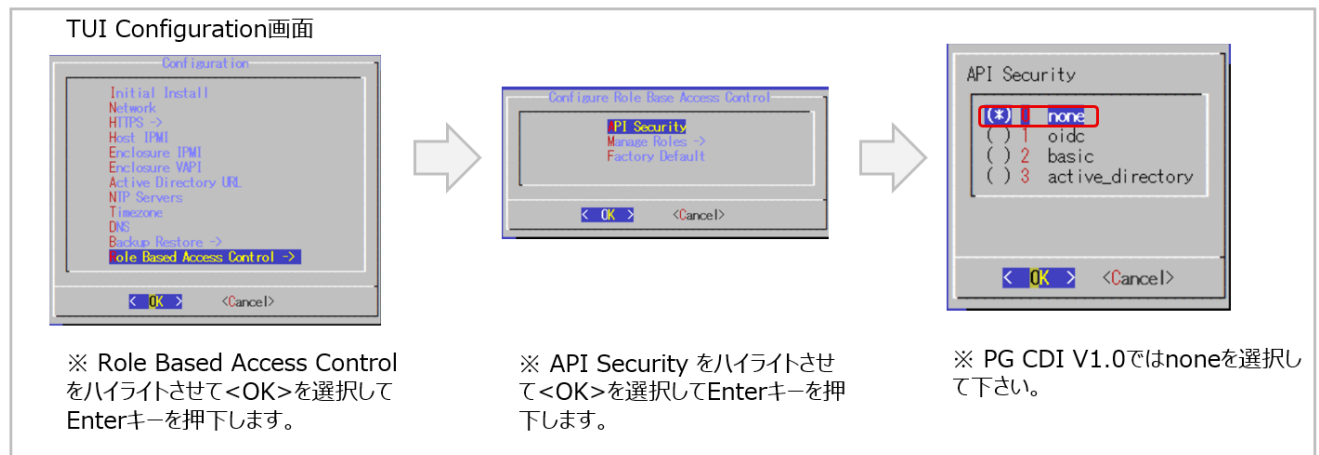 TUI Configuration画面
Configuration
Initial Install
Network
HTTPS ->
Host IPMI
Enclosure IPMI
Enclosure VAPI
Active Directory URL
NTP Servers
Timezone
DNS
Backup Restore ->
Role Based Access Control ->
< OK > <Cancel>
※ Role Based Access Control
をハイライトさせて<OK>を選択して
Enterキーを押下します。
Configure Role Base Access Control
API Security
Manage Roles ->
Factory Default
< OK > <Cancel>
※ API Security をハイライトさせ
て<OK>を選択してEnterキーを押
下します。
API Security
(*) 0 none
( ) 1 oidc
( ) 2 basic
( ) 3 active_directory
< OK > <Cancel>
※ PG CDI V1.0ではnoneを選択し
て下さい。